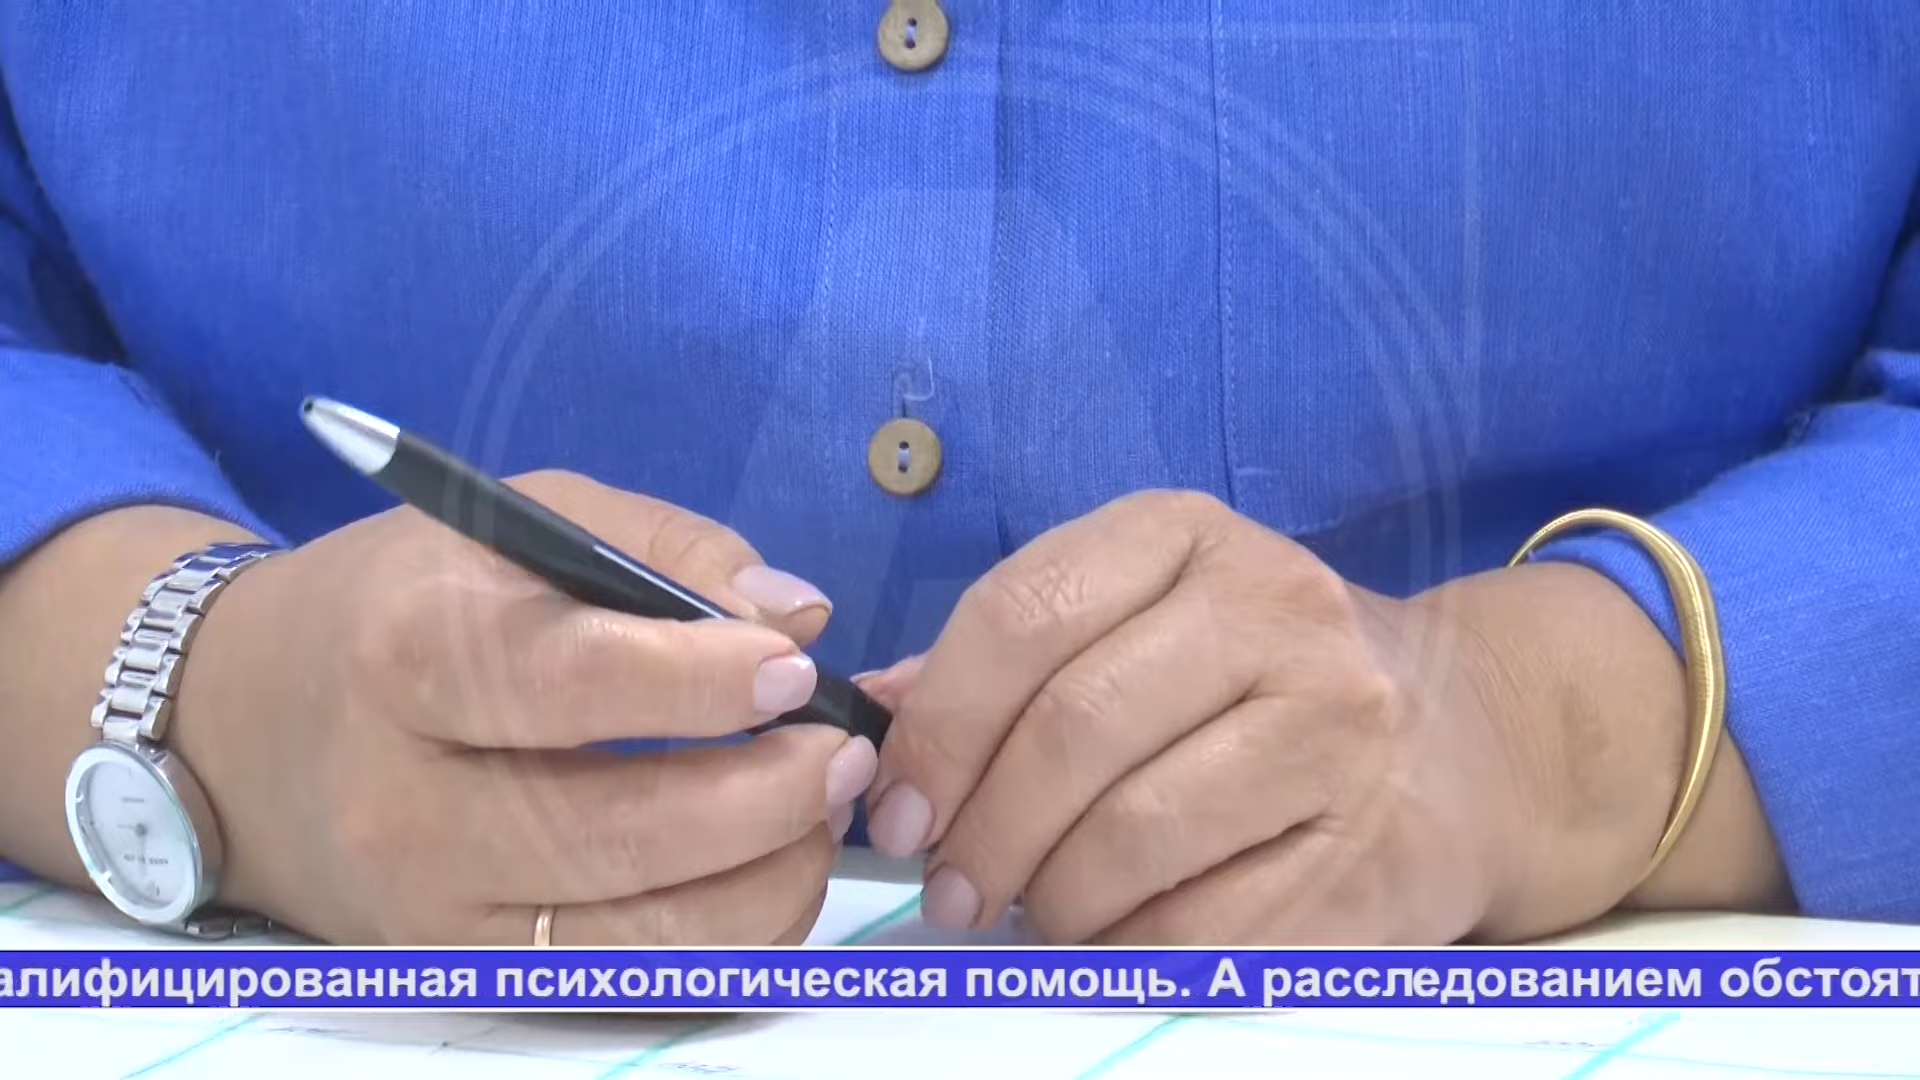 алифицированная психологическая помощь. А расследованием обстоят